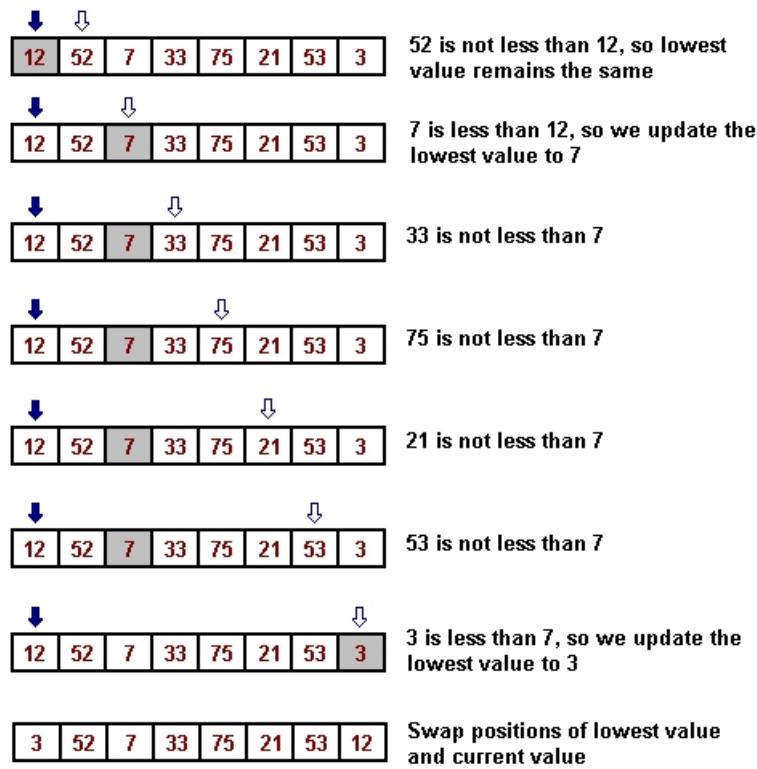 12 52 7 33 75 21 53 3
52 is not less than 12, so lowest
value remains the same
12 52 7 33 75 21 53 3
7 is less than 12, so we update the
lowest value to 7
12 52 7 33 75 21 53 3
33 is not less than 7
12 52 7 33 75 21 53 3
75 is not less than 7
12 52 7 33 75 21 53 3
21 is not less than 7
12 52 7 33 75 21 53 3
53 is not less than 7
12 52 7 33 75 21 53 3
3 is less than 7, so we update the
lowest value to 3
3 52 7 33 75 21 53 12
Swap positions of lowest value
and current value